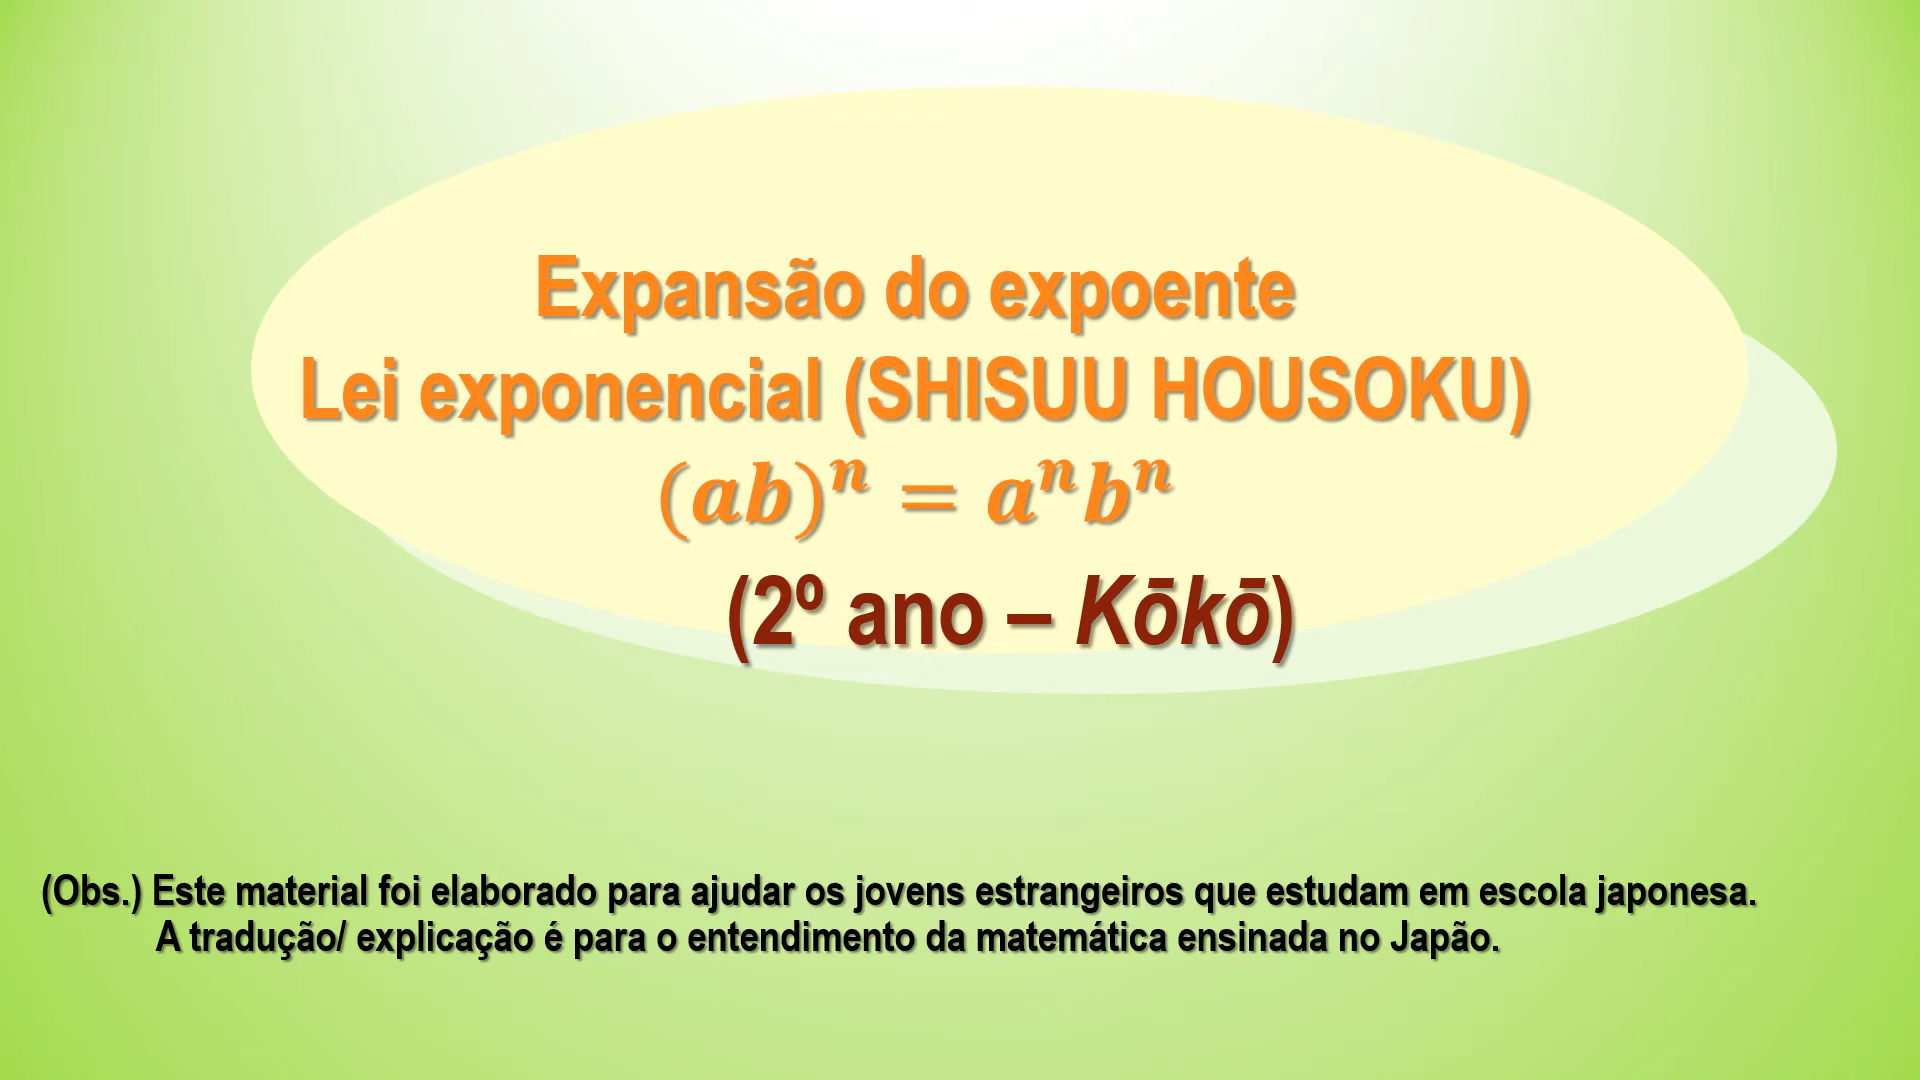 Expansão do expoente
Lei exponencial (SHISUU HOUSOKU)
(ab)ⁿ = aⁿbⁿ
(2º ano – Kōkō)
(Obs.) Este material foi elaborado para ajudar os jovens estrangeiros que estudam em escola japonesa.
A tradução/ explicação é para o entendimento da matemática ensinada no Japão.